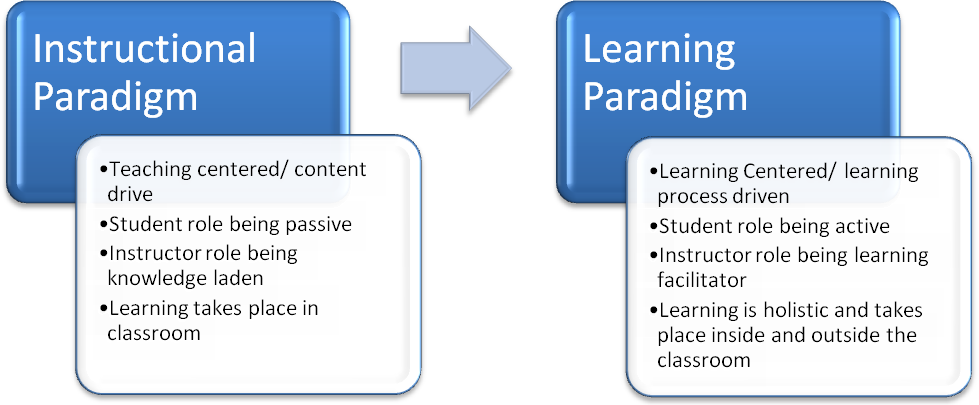 Instructional
Paradigm
•Teaching centered/ content
drive
•Student role being passive
•Instructor role being
knowledge laden
•Learning takes place in
classroom
Learning
Paradigm
•Learning Centered/ learning
process driven
•Student role being active
•Instructor role being learning
facilitator
•Learning is holistic and takes
place inside and outside the
classroom